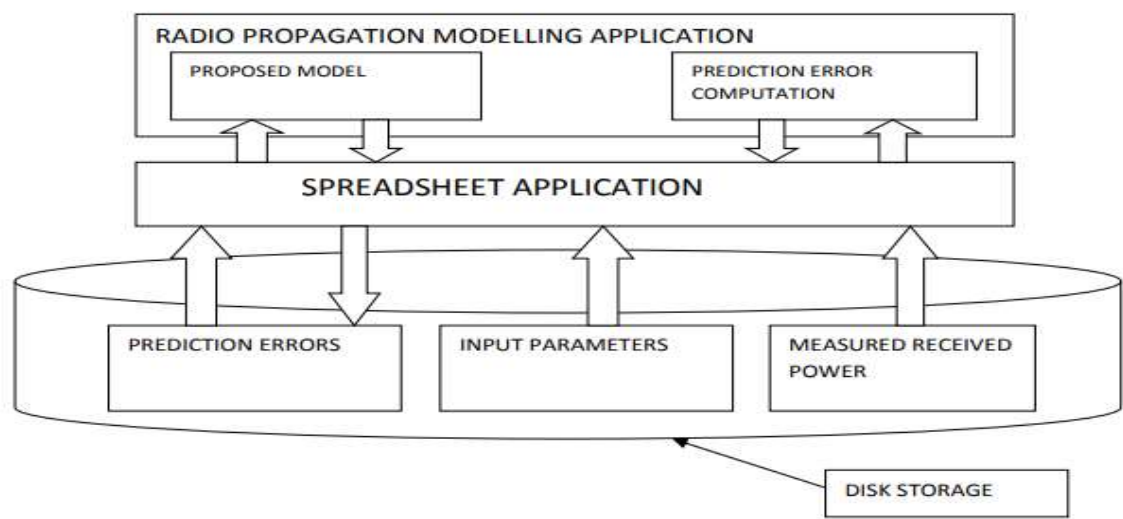 RADIO PROPAGATION MODELLING APPLICATION
PROPOSED MODEL
PREDICTION ERROR
COMPUTATION
SPREADSHEET APPLICATION
PREDICTION ERRORS
INPUT PARAMETERS
MEASURED RECEIVED
POWER
DISK STORAGE